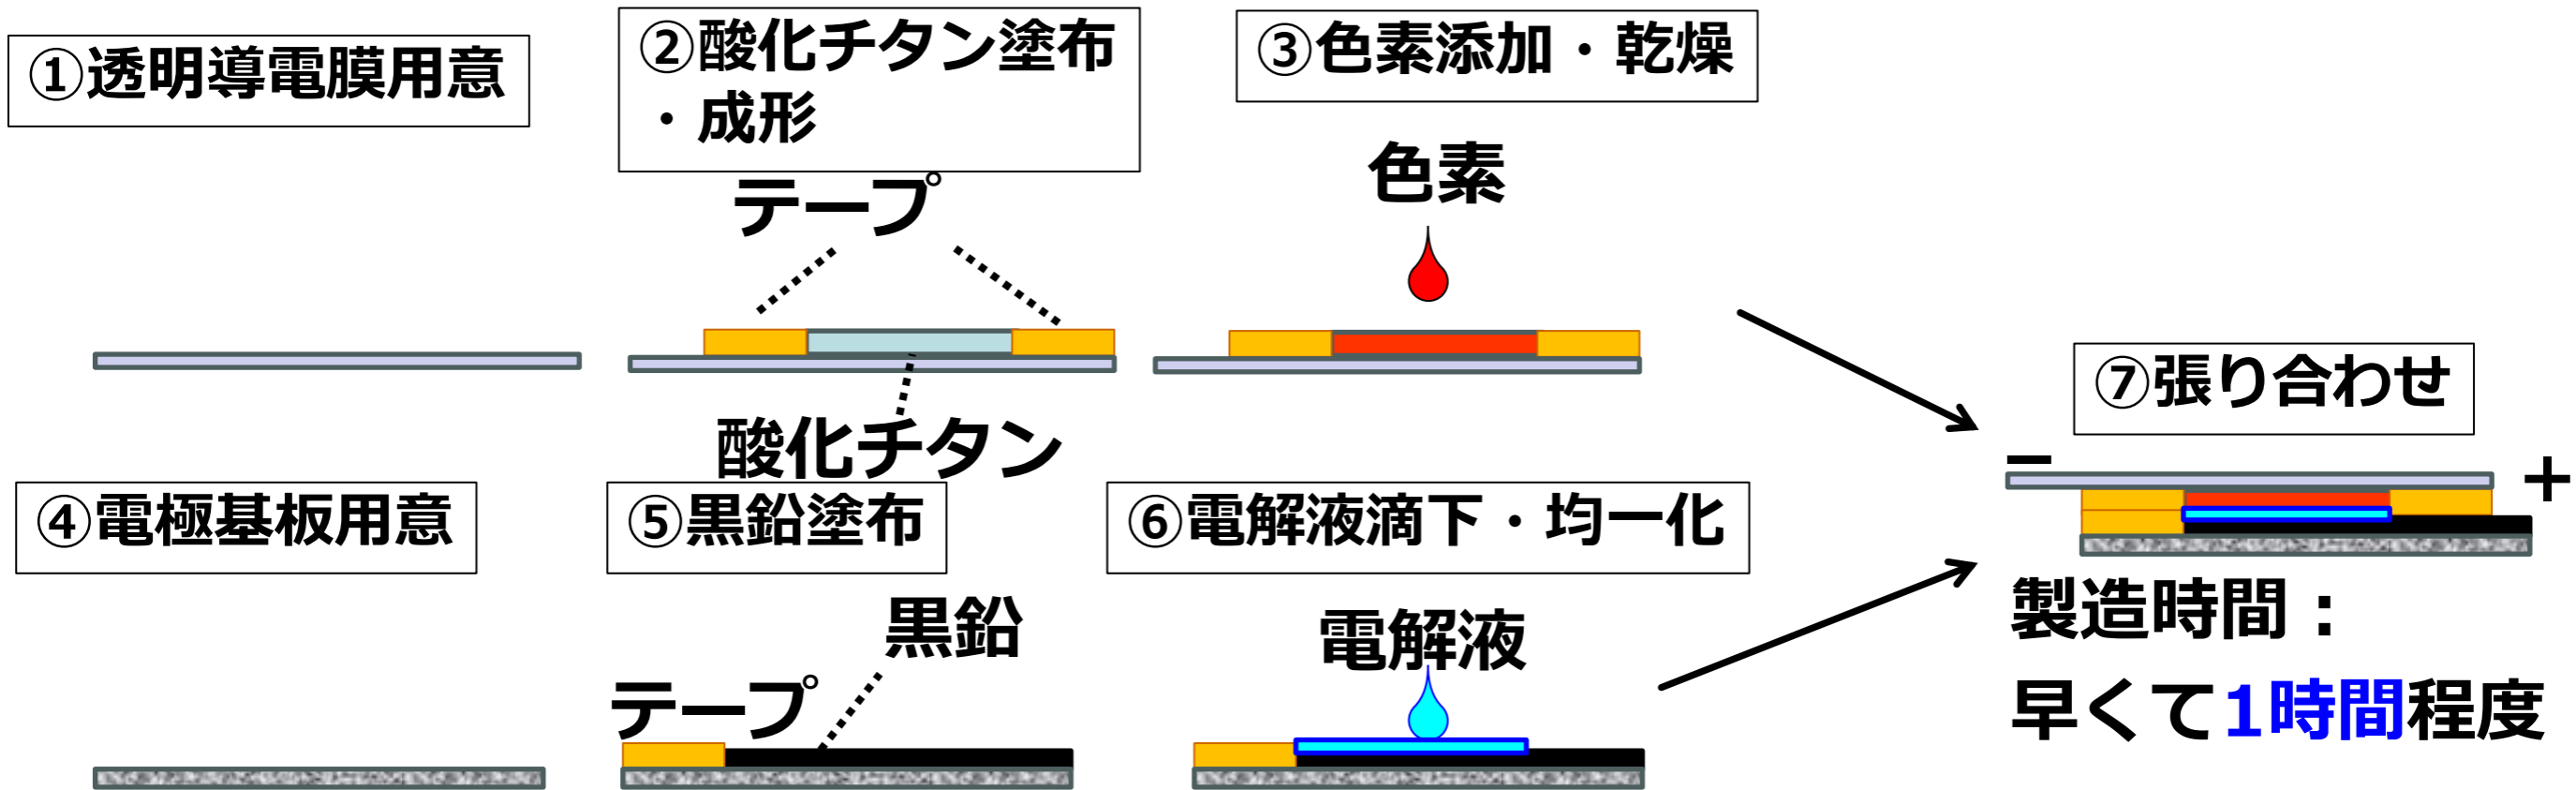 ①透明導電膜用意
②酸化チタン塗布
・成形
③色素添加・乾燥
テープ
色素
酸化チタン
④電極基板用意
⑤黒鉛塗布
⑥電解液滴下・均一化
黒鉛
テープ
電解液
⑦張り合わせ
−
+
製造時間：
早くて1時間程度